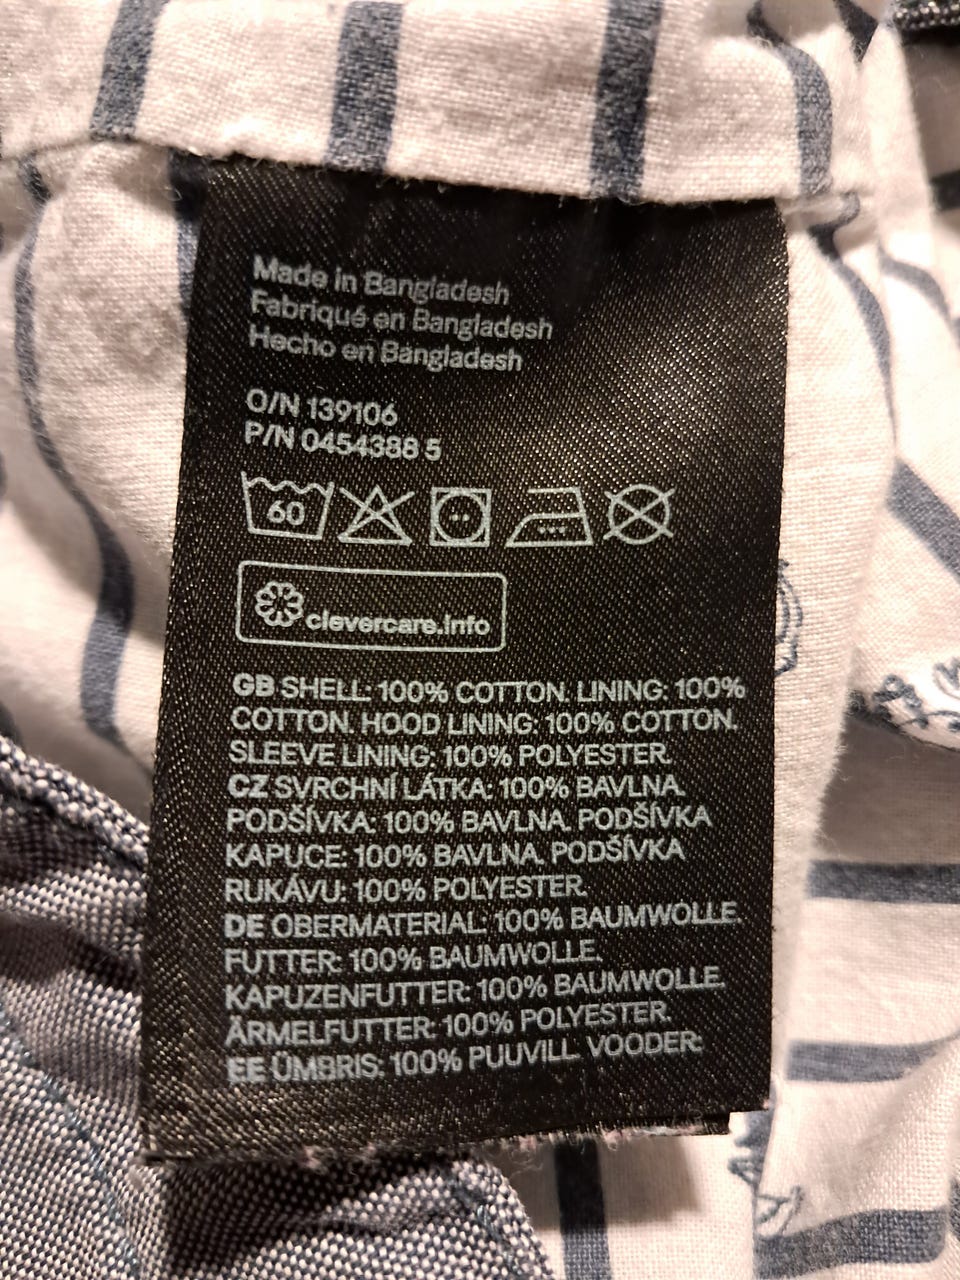 Made in Bangladesh
Fabriqué en Bangladesh
Hecho en Bangladesh
O/N 139106
P/N 0454388 5
60
clevercare.info
GB SHELL: 100% COTTON. LINING: 100%
COTTON. HOOD LINING: 100% COTTON.
SLEEVE LINING: 100% POLYESTER.
CZ SVRCHNÍ LÁTKA: 100% BAVLNA.
PODŠÍVKA: 100% BAVLNA. PODŠÍVKA
KAPUCE: 100% BAVLNA. PODŠÍVKA
RUKÁVU: 100% POLYESTER.
DE OBERMATERIAL: 100% BAUMWOLLE.
FUTTER: 100% BAUMWOLLE.
KAPUZENFUTTER: 100% BAUMWOLLE.
ÄRMELFUTTER: 100% POLYESTER.
EE ÜMBRIS: 100% PUUVILL. VOODER: